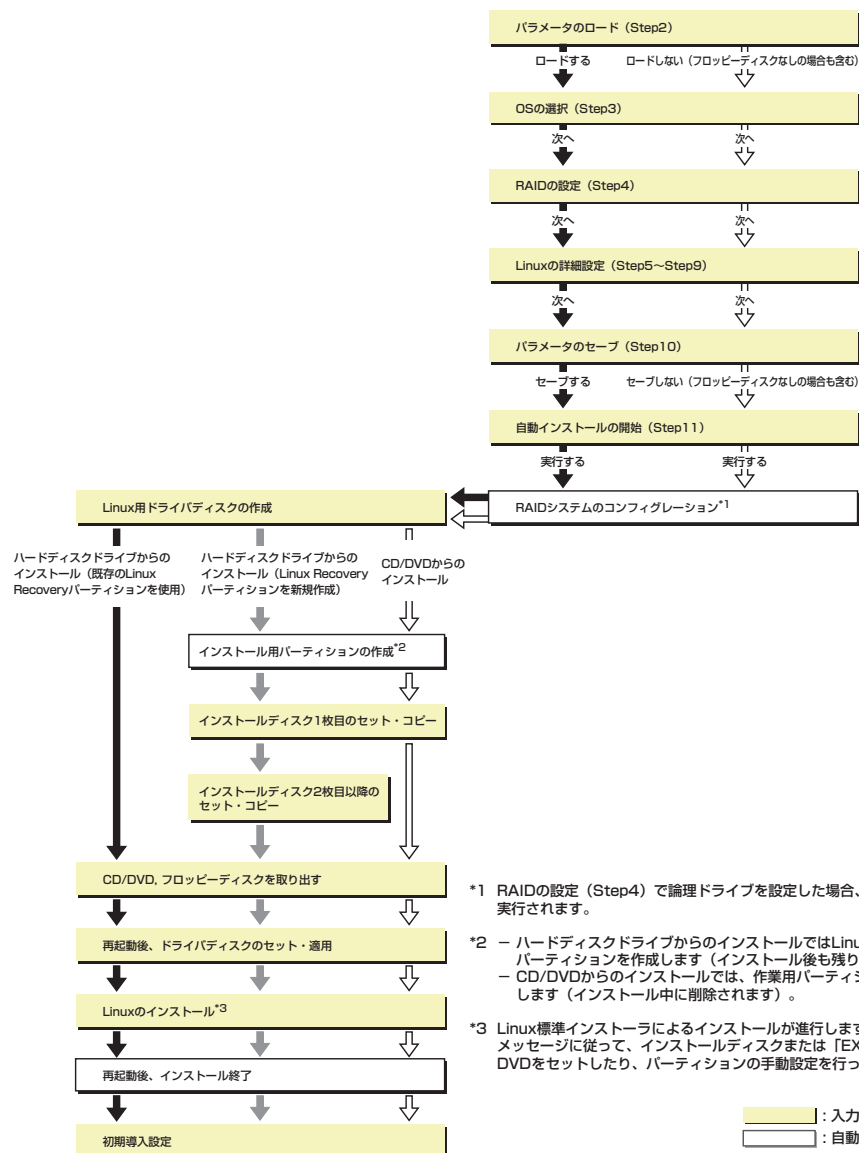 パラメータのロード（Step2）
ロードする
ロードしない（フロッピーディスクなしの場合も含む）
OSの選択（Step3）
次へ
次へ
RAIDの設定（Step4）
次へ
次へ
Linuxの詳細設定（Step5～Step9）
次へ
次へ
パラメータのセーブ（Step10）
セーブする
セーブしない（フロッピーディスクなしの場合も含む）
自動インストールの開始（Step11）
実行する
実行する
RAIDシステムのコンフィグレーション*1
Linux用ドライバディスクの作成
ハードディスクドライブからの
インストール（既存のLinux
Recoveryパーティションを使用）
ハードディスクドライブからの
インストール（Linux Recovery
パーティションを新規作成）
CD/DVDからの
インストール
インストール用パーティションの作成*2
インストールディスク1枚目のセット・コピー
インストールディスク2枚目以降の
セット・コピー
CD/DVD, フロッピーディスクを取り出す
再起動後、ドライバディスクのセット・適用
Linuxのインストール*3
再起動後、インストール終了
初期導入設定
*1 RAIDの設定（Step4）で論理ドライブを設定した場合、
実行されます。
*2 － ハードディスクドライブからのインストールではLinu
パーティションを作成します（インストール後も残り
－ CD/DVDからのインストールでは、作業用パーティシ
します（インストール中に削除されます）。
*3 Linux標準インストーラによるインストールが進行します
メッセージに従って、インストールディスクまたは「EX
DVDをセットしたり、パーティションの手動設定を行っ
：入力
：自動